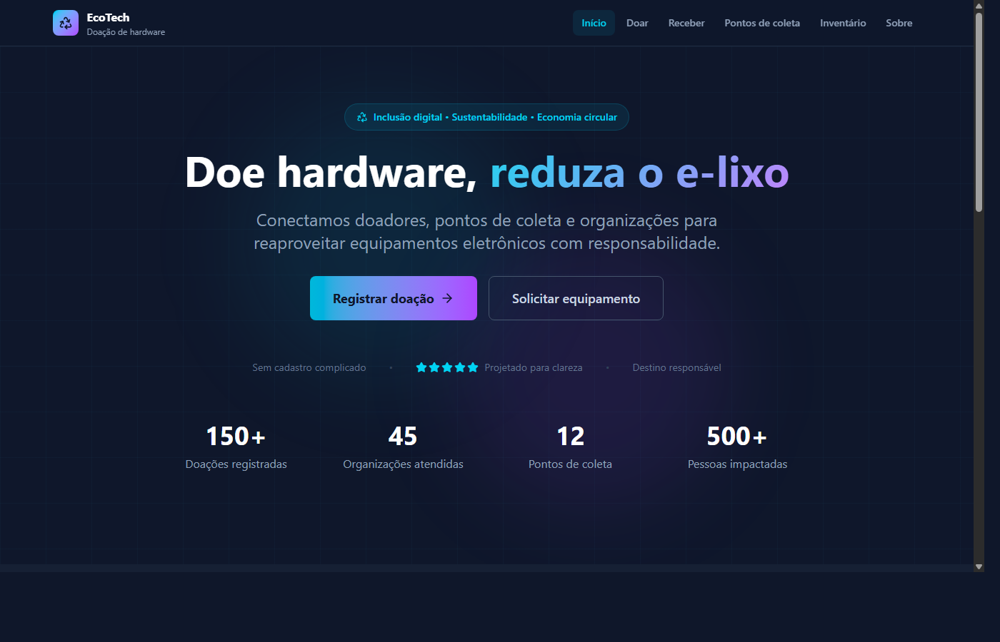 EcoTech
Doação de hardware
Início
Doar
Receber
Pontos de coleta
Inventário
Sobre
Inclusão digital • Sustentabilidade • Economia circular
Doe hardware, reduza o e-lixo
Conectamos doadores, pontos de coleta e organizações para
reaproveitar equipamentos eletrônicos com responsabilidade.
Registrar doação →
Solicitar equipamento
Sem cadastro complicado • ★★★★★ Projetado para clareza • Destino responsável
150+
Doações registradas
45
Organizações atendidas
12
Pontos de coleta
500+
Pessoas impactadas